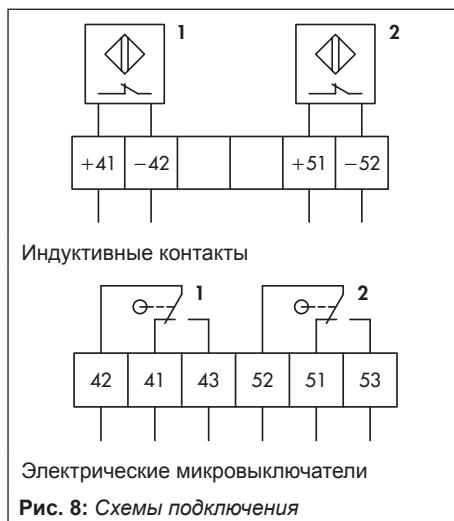 1 2
+41 −42 +51 −52
Индуктивные контакты
1 2
42 41 43 52 51 53
Электрические микровыключатели
Рис. 8: Схемы подключения